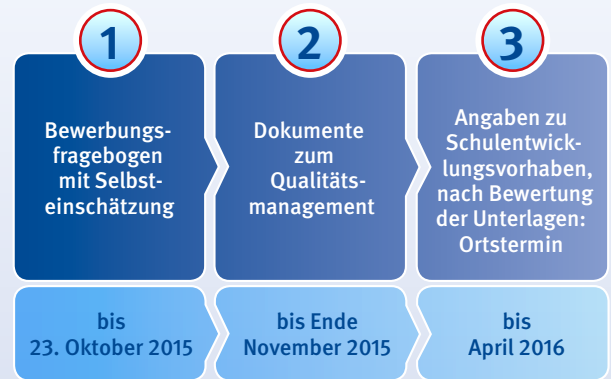 1
Bewerbungs-
fragebogen
mit Selbst-
einschätzung
bis
23. Oktober 2015
2
Dokumente
zum
Qualitäts-
management
bis Ende
November 2015
3
Angaben zu
Schulentwick-
lungsvorhaben,
nach Bewertung
der Unterlagen:
Ortstermin
bis
April 2016